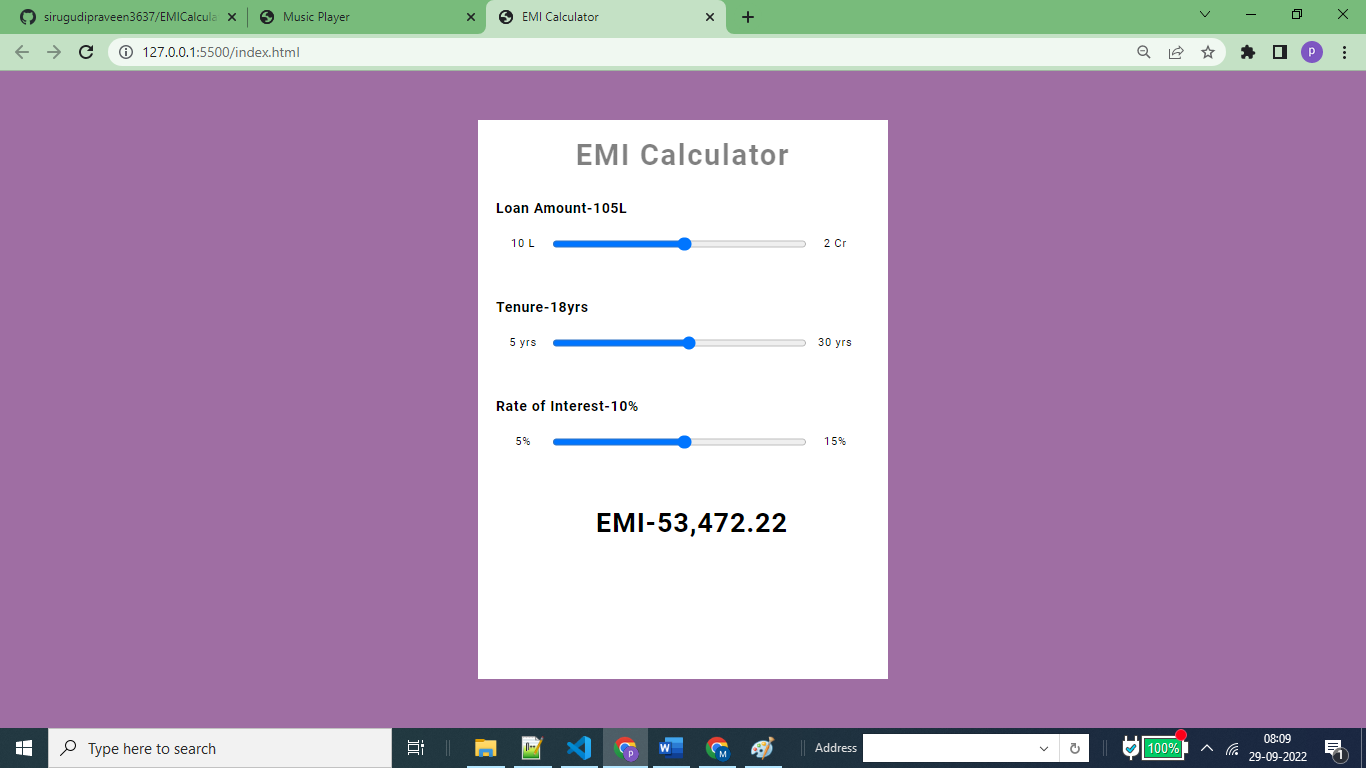 sirugudipraveen3637/EMICalcula
Music Player
EMI Calculator
127.0.0.1:5500/index.html
p
EMI Calculator
Loan Amount-105L
10 L
2 Cr
Tenure-18yrs
5 yrs
30 yrs
Rate of Interest-10%
5%
15%
EMI-53,472.22
Type here to search
p
W
M
Address
100%
08:09
29-09-2022
1